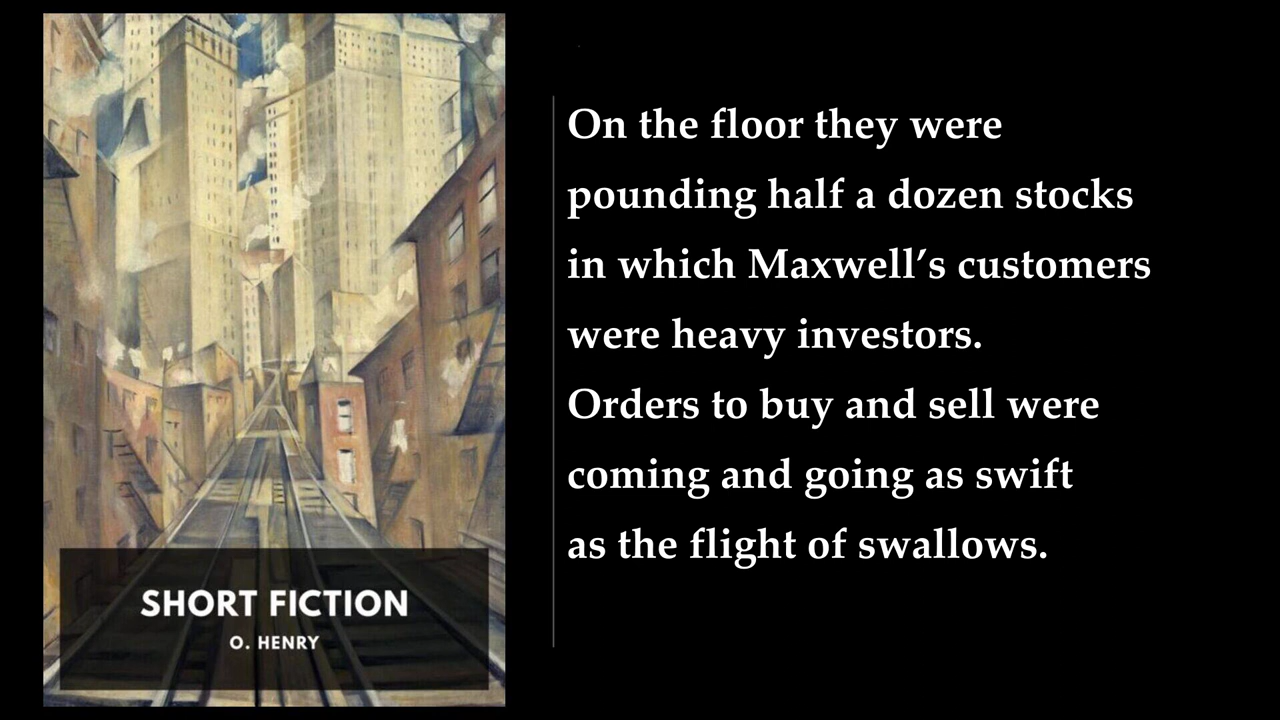 SHORT FICTION
O. HENRY
On the floor they were
pounding half a dozen stocks
in which Maxwell’s customers
were heavy investors.
Orders to buy and sell were
coming and going as swift
as the flight of swallows.